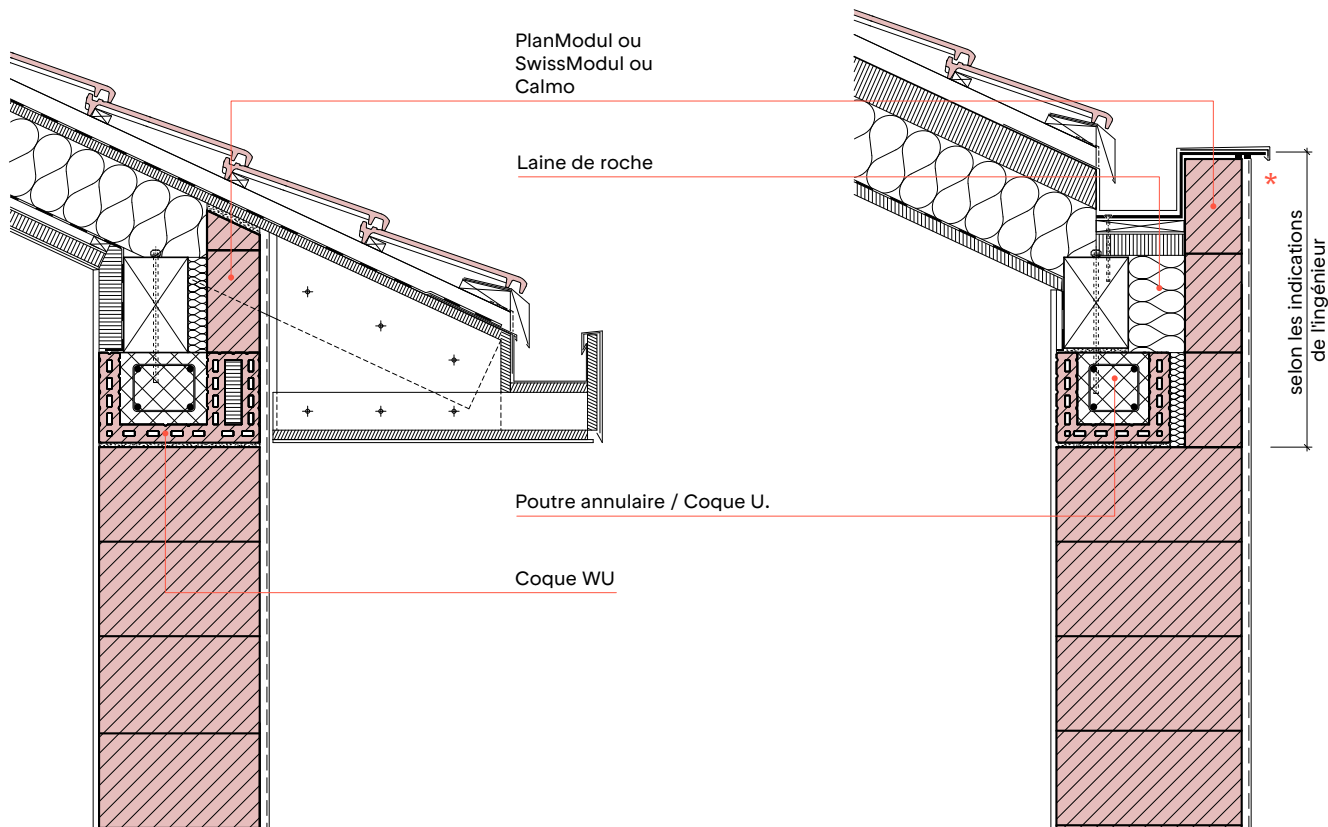 PlanModul ou
SwissModul ou
Calmo
Laine de roche
*
selon les indications
de l'ingénieur
Poutre annulaire / Coque U.
Coque WU